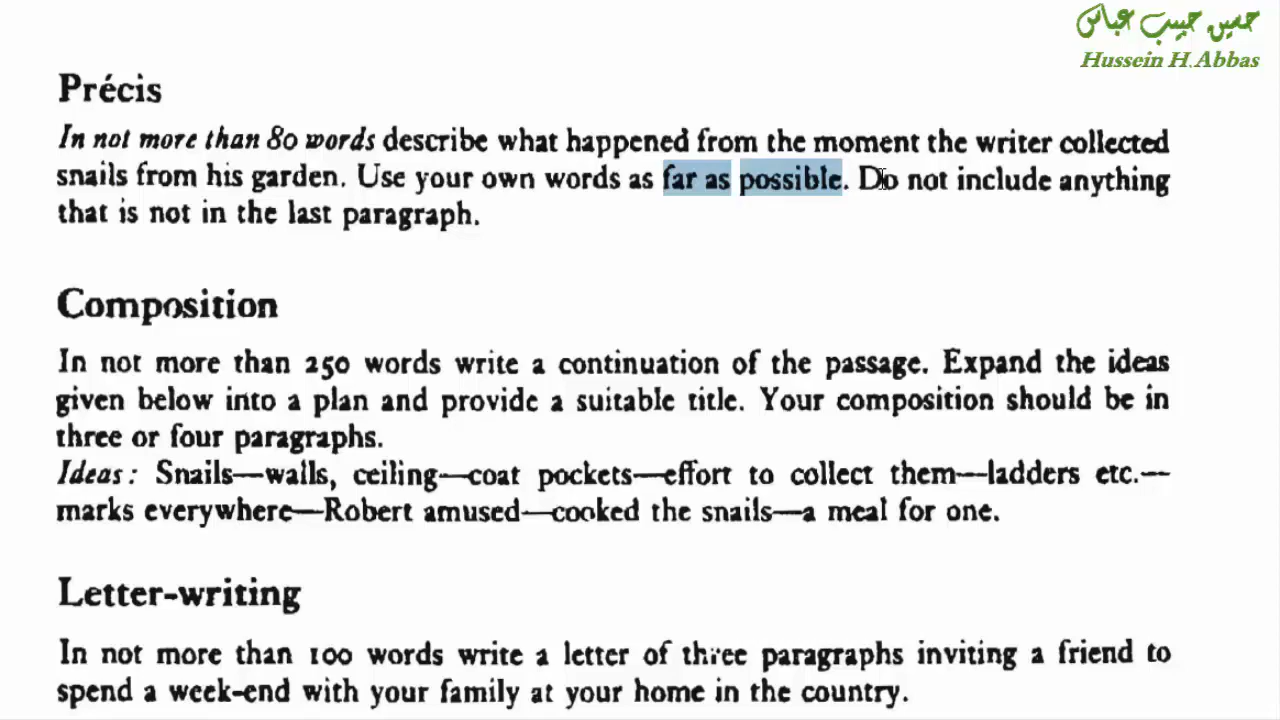 حسين حبيب عباس
Hussein H.Abbas
Précis
In not more than 80 words describe what happened from the moment the writer collected
snails from his garden. Use your own words as far as possible. Do not include anything
that is not in the last paragraph.
Composition
In not more than 250 words write a continuation of the passage. Expand the ideas
given below into a plan and provide a suitable title. Your composition should be in
three or four paragraphs.
Ideas: Snails—walls, ceiling—coat pockets—effort to collect them—ladders etc.—
marks everywhere—Robert amused—cooked the snails—a meal for one.
Letter-writing
In not more than 100 words write a letter of three paragraphs inviting a friend to
spend a week-end with your family at your home in the country.